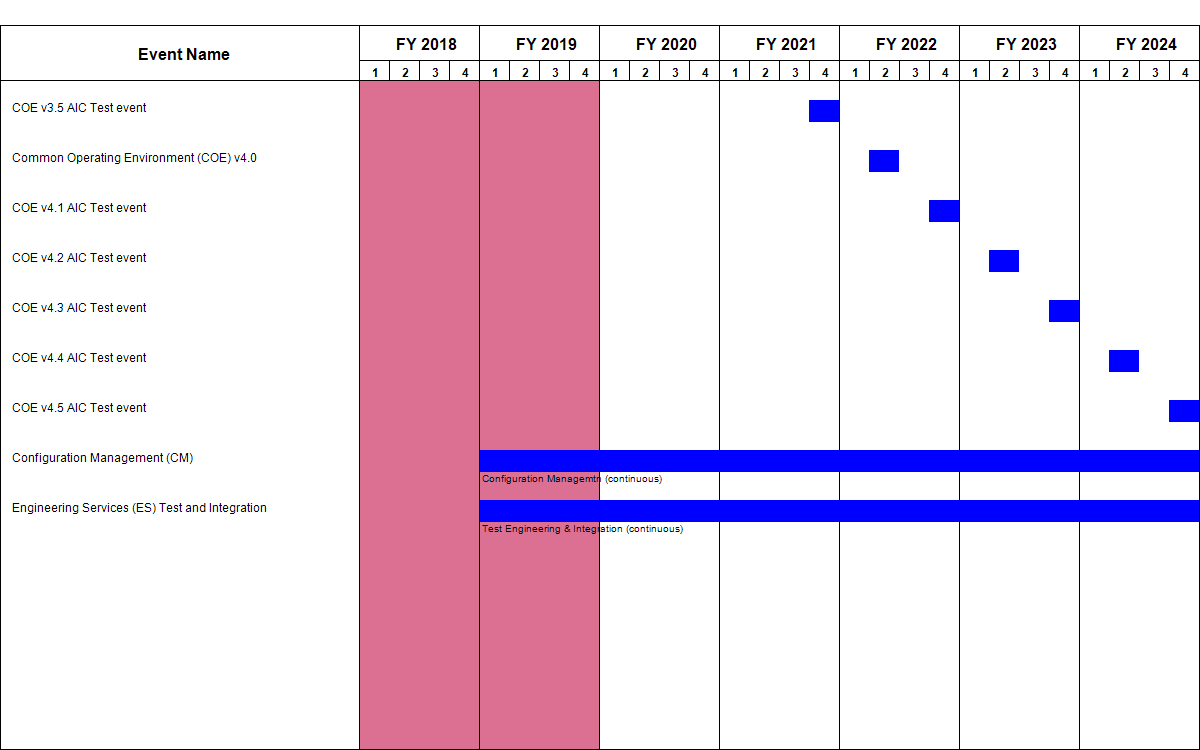 Event Name
FY 2018 FY 2019 FY 2020 FY 2021 FY 2022 FY 2023 FY 2024
1 2 3 4 1 2 3 4 1 2 3 4 1 2 3 4 1 2 3 4 1 2 3 4 1 2 3 4
COE v3.5 AIC Test event
Common Operating Environment (COE) v4.0
COE v4.1 AIC Test event
COE v4.2 AIC Test event
COE v4.3 AIC Test event
COE v4.4 AIC Test event
COE v4.5 AIC Test event
Configuration Management (CM)
Configuration Managemtn (continuous)
Engineering Services (ES) Test and Integration
Test Engineering & Integration (continuous)